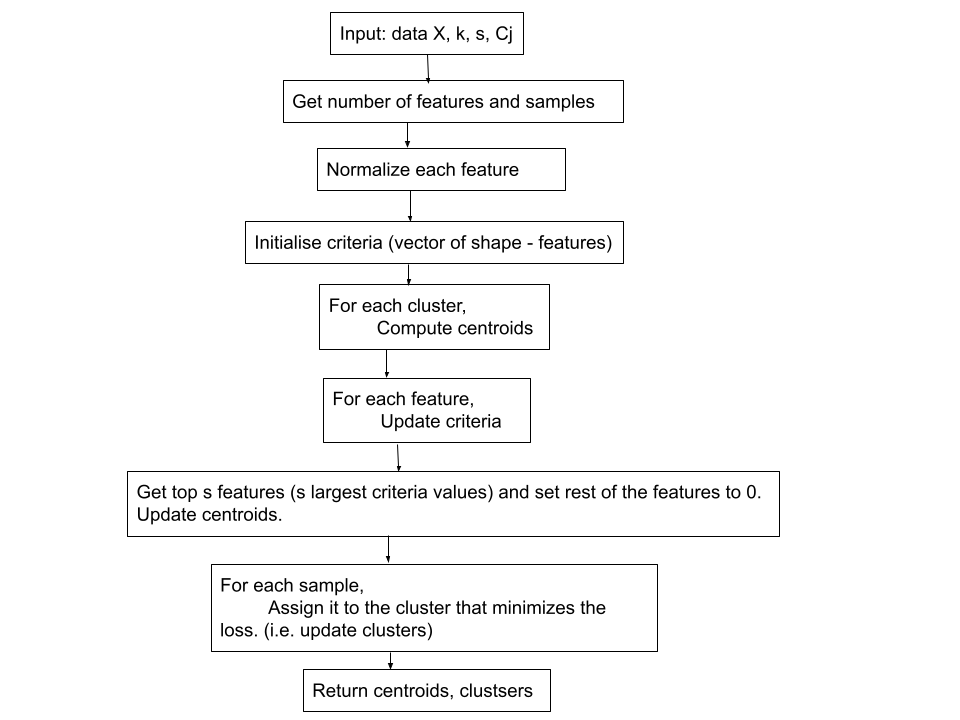 Input: data X, k, s, Cj
Get number of features and samples
Normalize each feature
Initialise criteria (vector of shape - features)
For each cluster,
Compute centroids
For each feature,
Update criteria
Get top s features (s largest criteria values) and set rest of the features to 0.
Update centroids.
For each sample,
Assign it to the cluster that minimizes the
loss. (i.e. update clusters)
Return centroids, clustsers